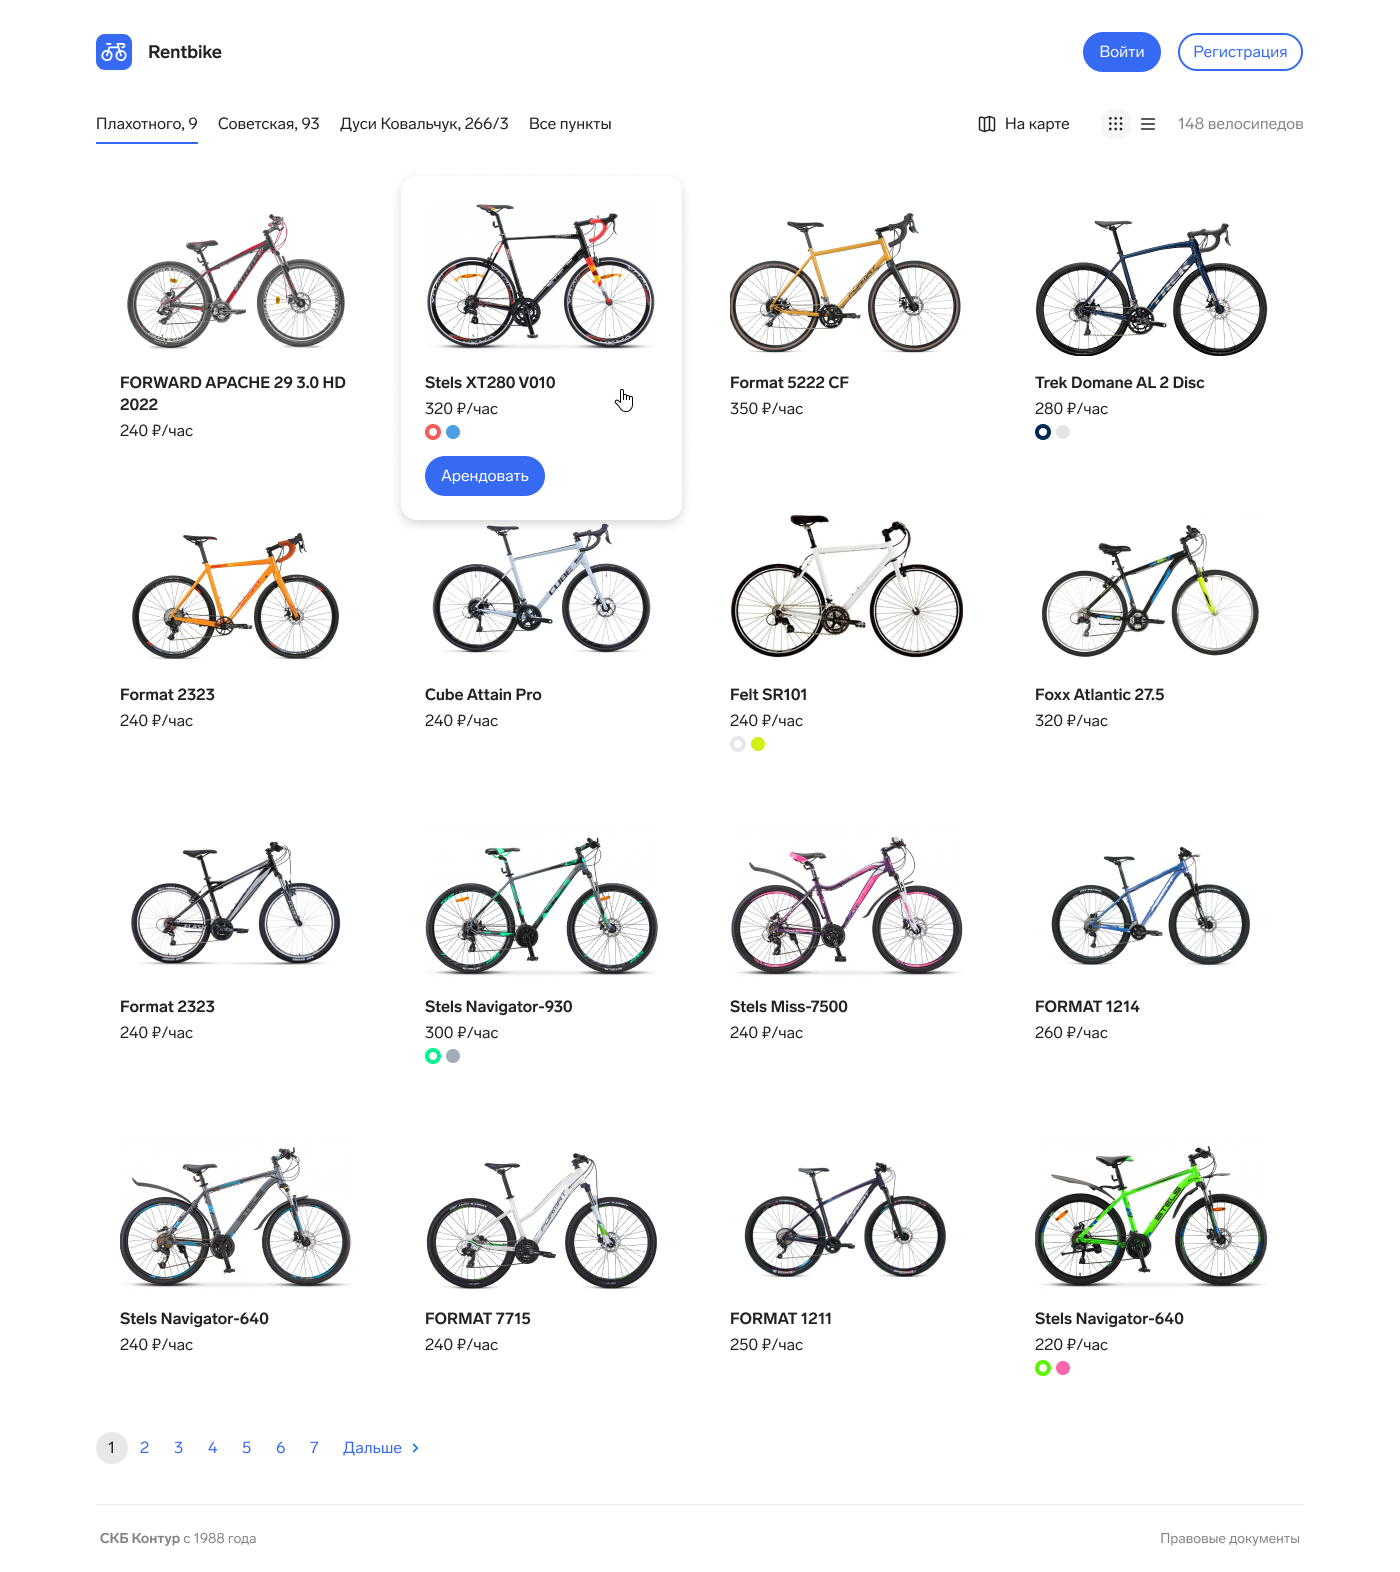 Rentbike
Войти
Регистрация
Плахотного, 9
Советская, 93
Дуси Ковальчук, 266/3
Все пункты
На карте
148 велосипедов
FORWARD APACHE 29 3.0 HD
2022
240 ₽/час
Stels XT280 V010
320 ₽/час
Арендовать
Format 5222 CF
350 ₽/час
TREK
Trek Domane AL 2 Disc
280 ₽/час
Format 2323
240 ₽/час
CUBE
Cube Attain Pro
240 ₽/час
Felt SR101
240 ₽/час
Foxx Atlantic 27.5
320 ₽/час
Format 2323
240 ₽/час
Stels Navigator-930
300 ₽/час
Stels Miss-7500
240 ₽/час
FORMAT 1214
260 ₽/час
STELS
Stels Navigator-640
240 ₽/час
FORMAT
FORMAT 7715
240 ₽/час
FORMAT 1211
250 ₽/час
STELS
Stels Navigator-640
220 ₽/час
1
2
3
4
5
6
7
Дальше
СКБ Контур с 1988 года
Правовые документы